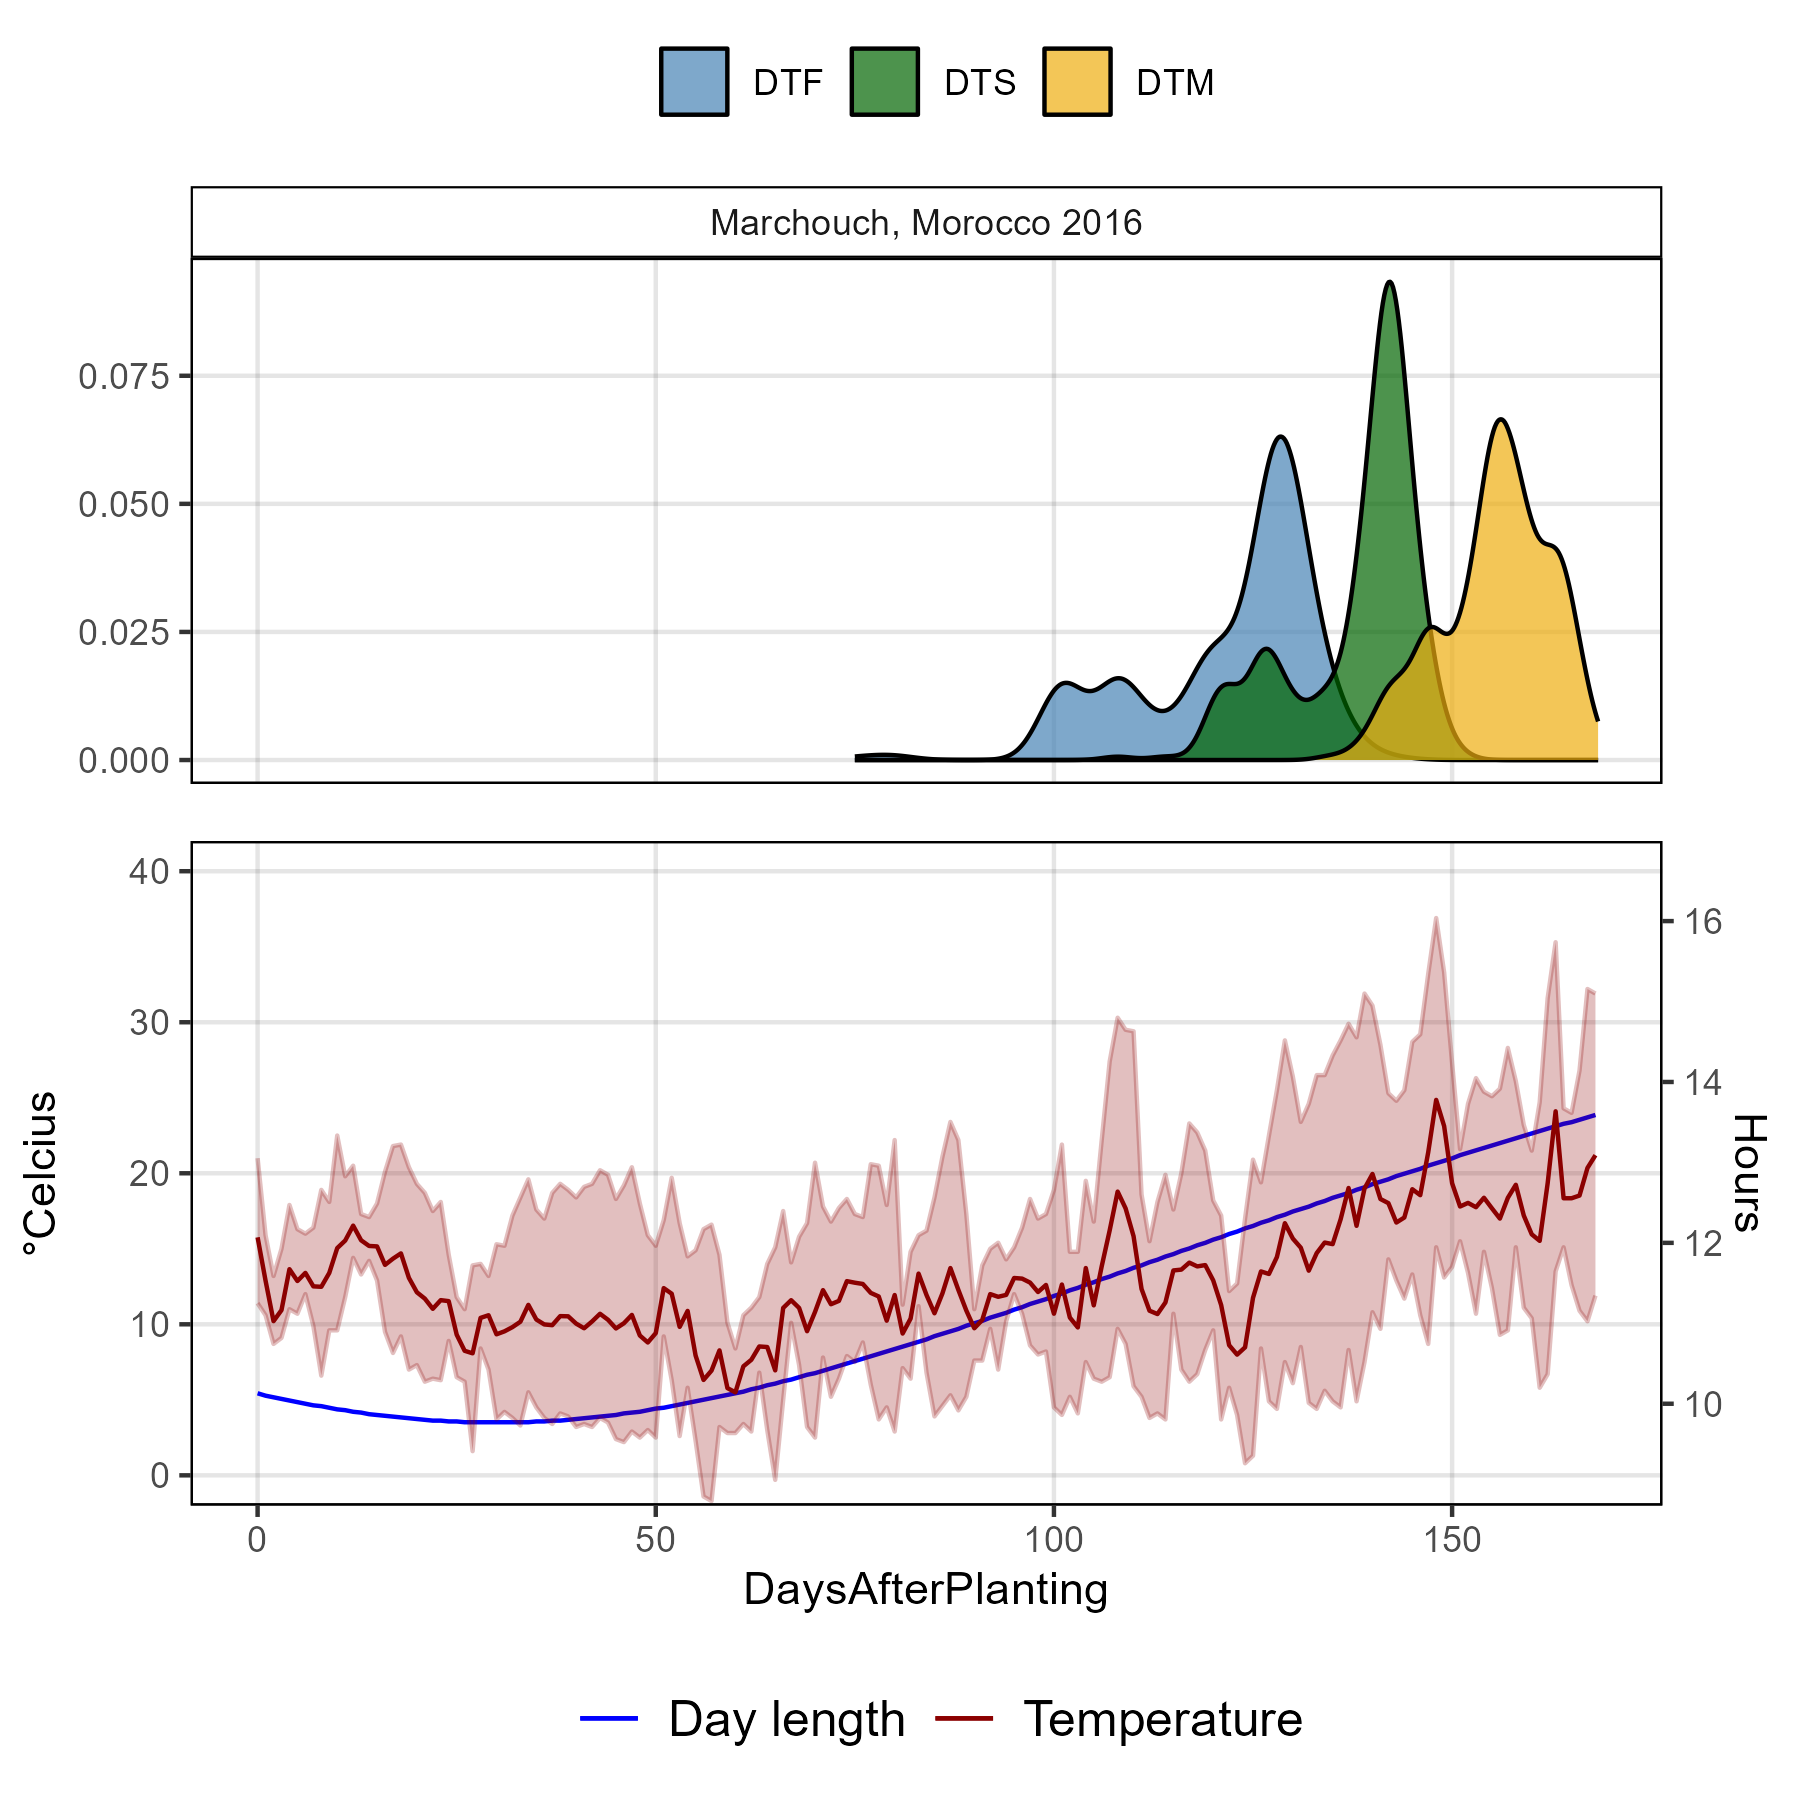 DTF DTS DTM
Marchouch, Morocco 2016
0.075
0.050
0.025
0.000
40
30
20
10
0
°Celcius
16
14
12
10
Hours
0 50 100 150
DaysAfterPlanting
Day length Temperature